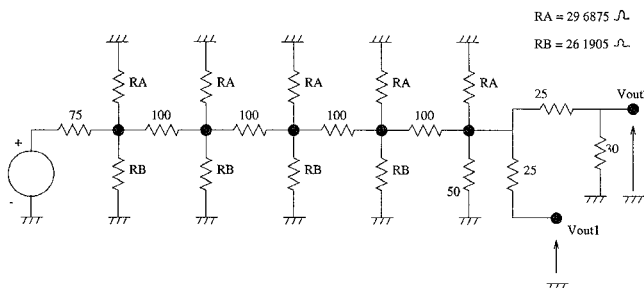 RA = 29 6875 Ω
RB = 26 1905 Ω
RA RA RA RA RA
75 100 100 100 100
25 Vout
+
-
RB RB RB RB
50 25 30
Vout1